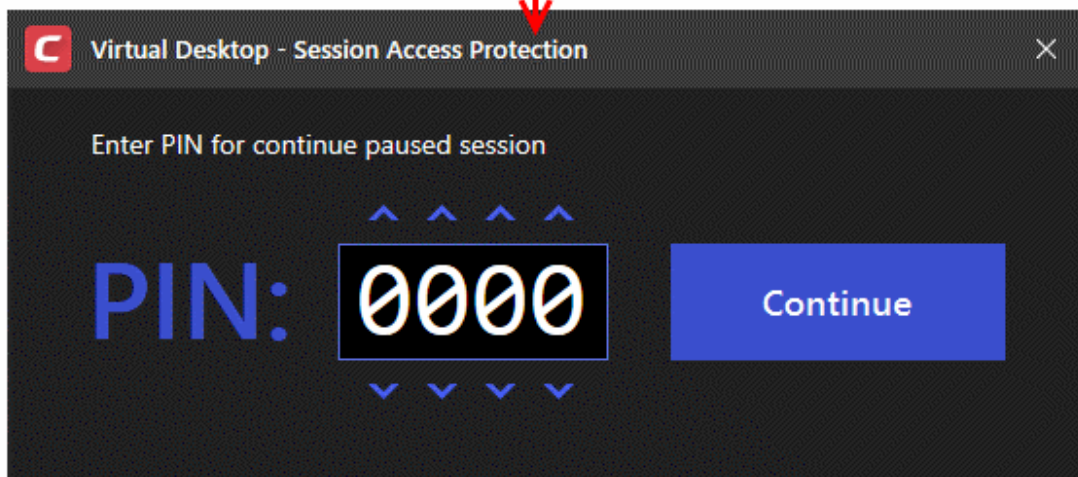 Virtual Desktop - Session Access Protection
Enter PIN for continue paused session
PIN: 0000 Continue